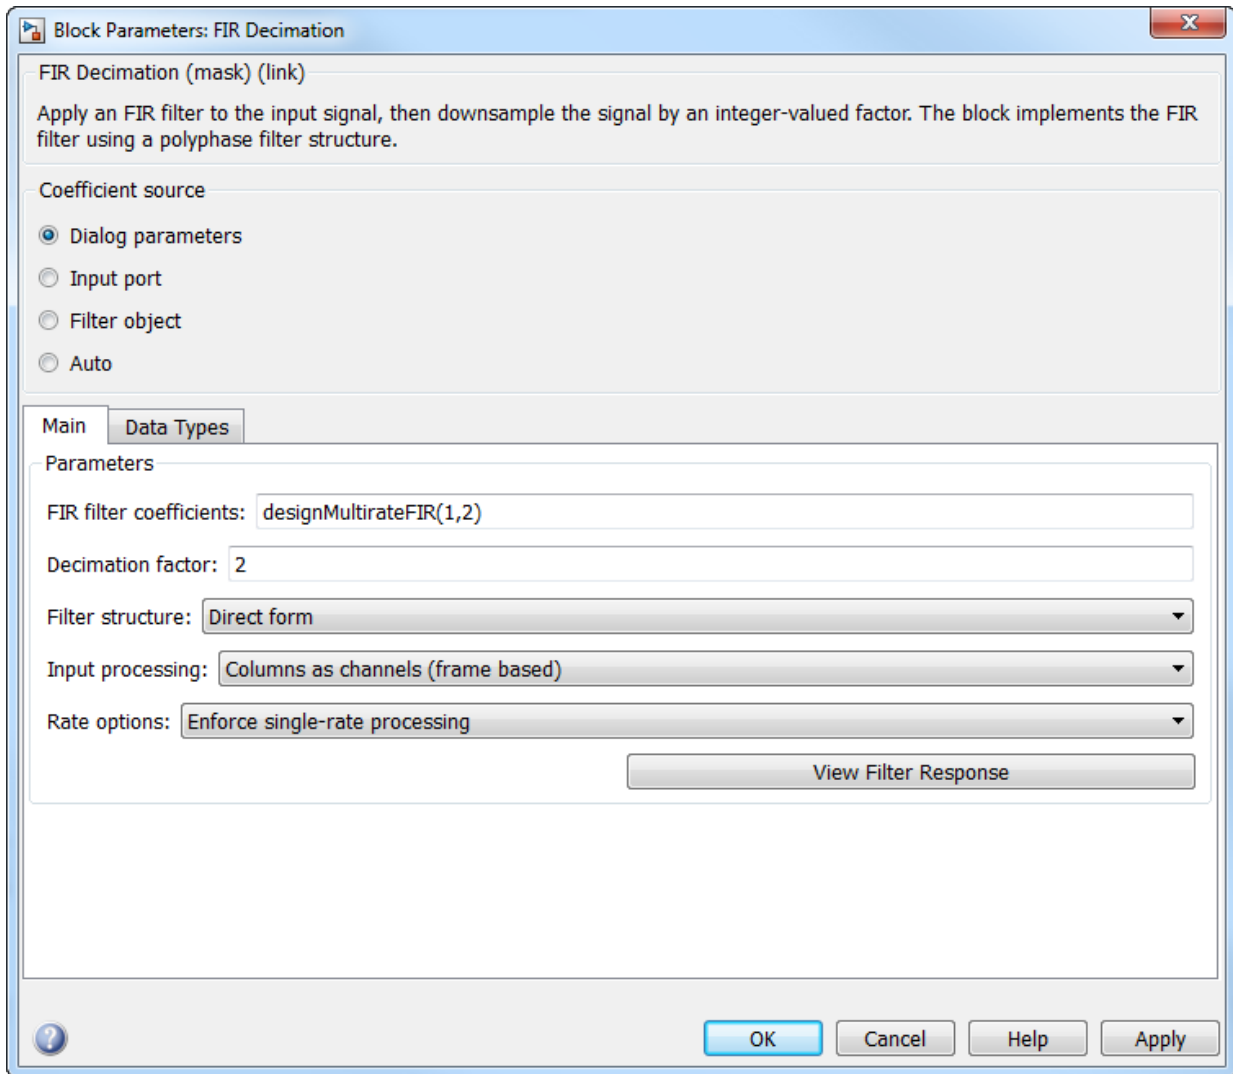 Block Parameters: FIR Decimation
X
FIR Decimation (mask) (link)
Apply an FIR filter to the input signal, then downsample the signal by an integer-valued factor. The block implements the FIR
filter using a polyphase filter structure.
Coefficient source
Dialog parameters
Input port
Filter object
Auto
Main Data Types
Parameters
FIR filter coefficients: designMultirateFIR(1,2)
Decimation factor: 2
Filter structure: Direct form
Input processing: Columns as channels (frame based)
Rate options: Enforce single-rate processing
View Filter Response
? OK Cancel Help Apply